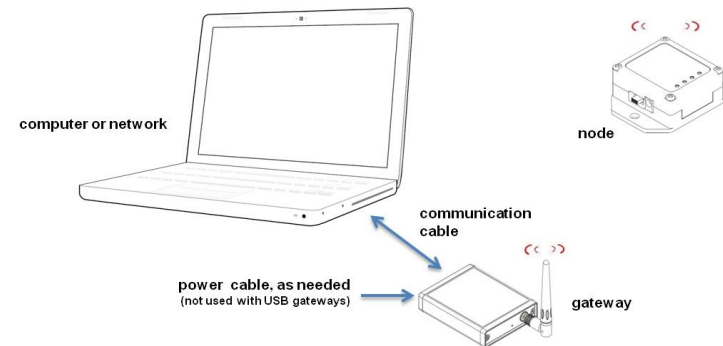 computer or network
node
communication
cable
power cable, as needed
(not used with USB gateways)
gateway